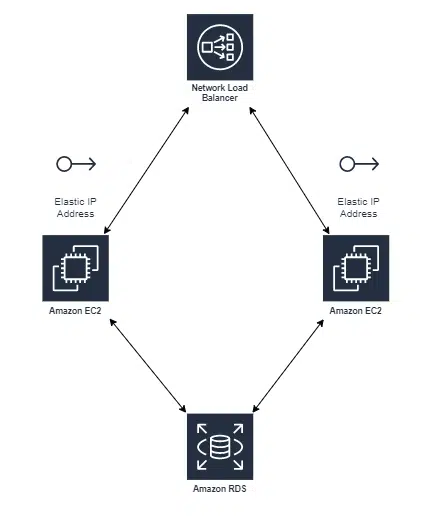 Network Load
Balancer
Elastic IP
Address
Elastic IP
Address
Amazon EC2
Amazon EC2
Amazon RDS